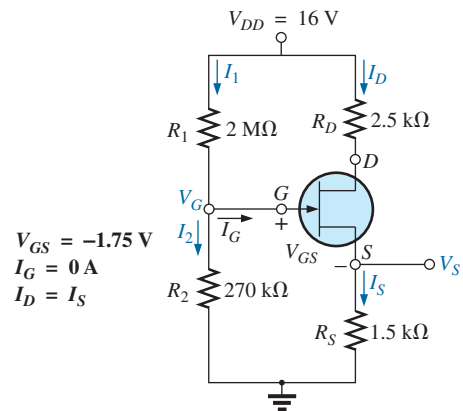 V_DD = 16 V
I_1
I_D
R_1 2 MΩ
R_D 2.5 kΩ
D
V_G
G
I_2
I_G
+
V_GS
V_GS = –1.75 V
I_G = 0 A
I_D = I_S
– S
V_S
I_S
R_2 270 kΩ
R_S 1.5 kΩ